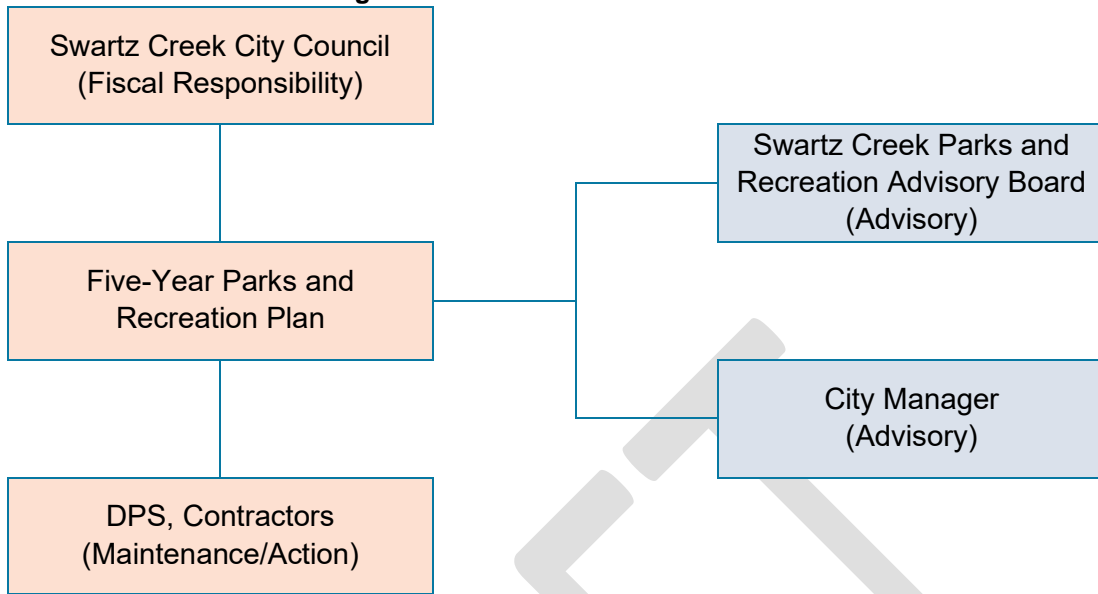 Swartz Creek City Council
(Fiscal Responsibility)
Swartz Creek Parks and
Recreation Advisory Board
(Advisory)
Five-Year Parks and
Recreation Plan
City Manager
(Advisory)
DPS, Contractors
(Maintenance/Action)